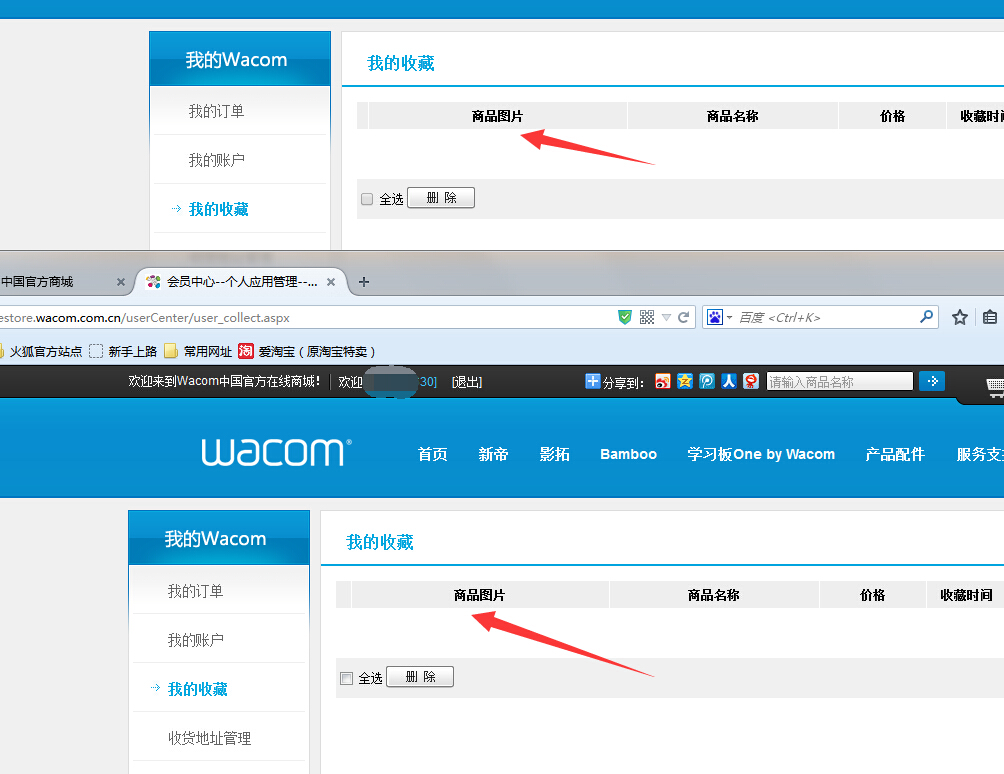 我的Wacom
我的收藏
我的订单
商品图片 商品名称 价格
我的账户
我的收藏
全选 删 除
中国官方商城 会员中心--个人应用管理--...
estore.wacom.com.cn/userCenter/user_collect.aspx 百度 <Ctrl+K>
火狐官方站点 新手上路 常用网址 淘 爱淘宝（原淘宝特卖）
欢迎来到Wacom中国官方在线商城! 欢迎 30] [退出] 分享到: 请输入商品名称
wacom®
首页 新帝 影拓 Bamboo 学习板One by Wacom 产品配件 服务支
我的Wacom
我的收藏
我的订单
商品图片 商品名称 价格 收藏时间
我的账户
我的收藏
全选 删 除
收货地址管理